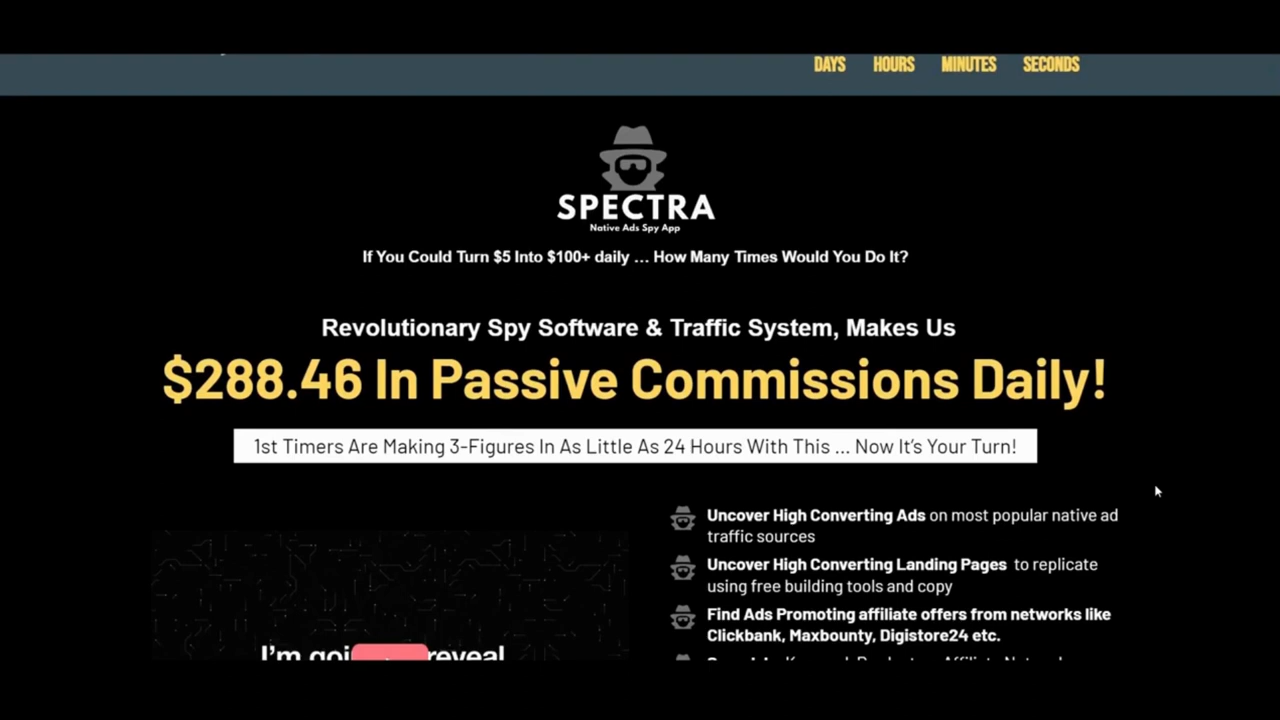 DAYS HOURS MINUTES SECONDS
SPECTRA
Native Ads Spy App
If You Could Turn $5 Into $100+ daily ... How Many Times Would You Do It?
Revolutionary Spy Software & Traffic System, Makes Us
$288.46 In Passive Commissions Daily!
1st Timers Are Making 3-Figures In As Little As 24 Hours With This ... Now It's Your Turn!
Uncover High Converting Ads on most popular native ad
traffic sources
Uncover High Converting Landing Pages to replicate
using free building tools and copy
Find Ads Promoting affiliate offers from networks like
Clickbank, Maxbounty, Digistore24 etc.
I'm